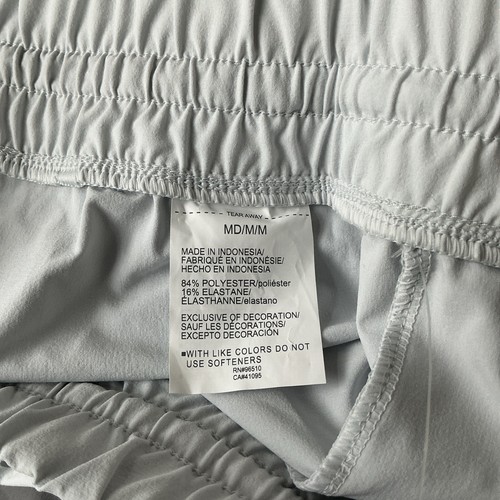 TEAR AWAY
MD/M/M
MADE IN INDONESIA/
FABRIQUÉ EN INDONÉSIE/
HECHO EN INDONESIA
84% POLYESTER/poliéster
16% ELASTANE/
ÉLASTHANNE/elastano
EXCLUSIVE OF DECORATION/
SAUF LES DÉCORATIONS/
EXCEPTO DECORACIÓN
■WITH LIKE COLORS DO NOT
USE SOFTENERS
RN#96510
CA#41095